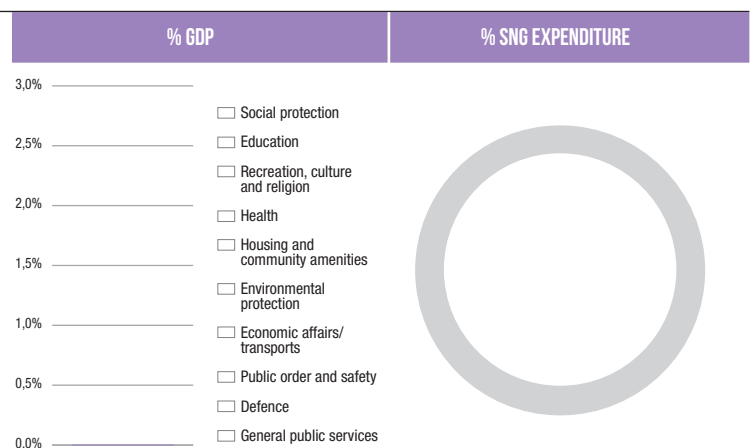 % GDP
% SNG EXPENDITURE
3,0%
2,5%
2,0%
1,5%
1,0%
0,5%
0,0%
Social protection
Education
Recreation, culture
and religion
Health
Housing and
community amenities
Environmental
protection
Economic affairs/
transports
Public order and safety
Defence
General public services